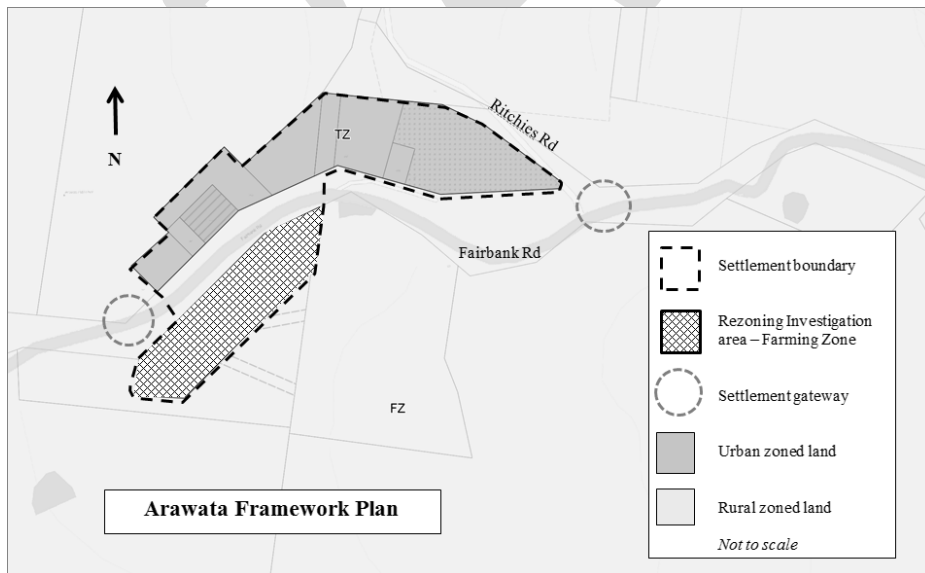 Ritchies Rd
TZ
N
Fairbank Rd
FZ
Settlement boundary
Rezoning Investigation
area – Farming Zone
Settlement gateway
Urban zoned land
Rural zoned land
Not to scale
Arawata Framework Plan